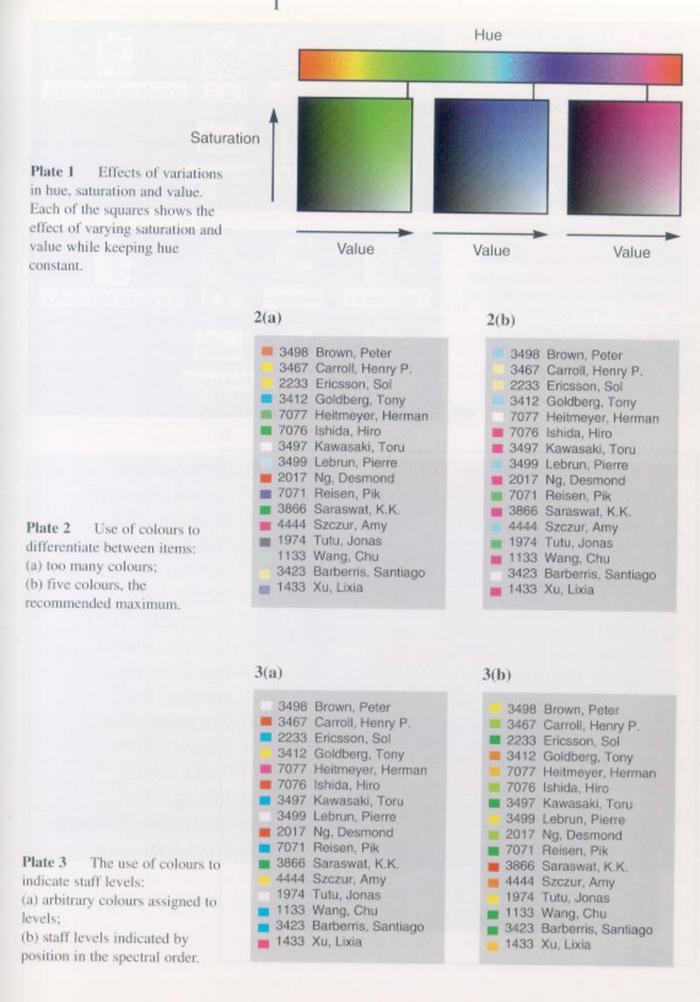 Hue
Saturation
Plate 1 Effects of variations
in hue, saturation and value.
Each of the squares shows the
effect of varying saturation and
value while keeping hue
constant.
Value Value Value
2(a)
3498 Brown, Peter
3467 Carroll, Henry P.
2233 Ericsson, Sol
3412 Goldberg, Tony
7077 Heitmeyer, Herman
7076 Ishida, Hiro
3497 Kawasaki, Toru
3499 Lebrun, Pierre
2017 Ng, Desmond
7071 Reisen, Pik
3866 Saraswat, K.K.
4444 Szczur, Amy
1974 Tutu, Jonas
1133 Wang, Chu
3423 Barberris, Santiago
1433 Xu, Lixia
2(b)
3498 Brown, Peter
3467 Carroll, Henry P.
2233 Ericsson, Sol
3412 Goldberg, Tony
7077 Heitmeyer, Herman
7076 Ishida, Hiro
3497 Kawasaki, Toru
3499 Lebrun, Pierre
2017 Ng, Desmond
7071 Reisen, Pik
3866 Saraswat, K.K.
4444 Szczur, Amy
1974 Tutu, Jonas
1133 Wang, Chu
3423 Barberris, Santiago
1433 Xu, Lixia
Plate 2 Use of colours to
differentiate between items:
(a) too many colours;
(b) five colours, the
recommended maximum.
3(a)
3498 Brown, Peter
3467 Carroll, Henry P.
2233 Ericsson, Sol
3412 Goldberg, Tony
7077 Heitmeyer, Herman
7076 Ishida, Hiro
3497 Kawasaki, Toru
3499 Lebrun, Pierre
2017 Ng, Desmond
7071 Reisen, Pik
3866 Saraswat, K.K.
4444 Szczur, Amy
1974 Tutu, Jonas
1133 Wang, Chu
3423 Barberris, Santiago
1433 Xu, Lixia
3(b)
3498 Brown, Peter
3467 Carroll, Henry P.
2233 Ericsson, Sol
3412 Goldberg, Tony
7077 Heitmeyer, Herman
7076 Ishida, Hiro
3497 Kawasaki, Toru
3499 Lebrun, Pierre
2017 Ng, Desmond
7071 Reisen, Pik
3866 Saraswat, K.K.
4444 Szczur, Amy
1974 Tutu, Jonas
1133 Wang, Chu
3423 Barberris, Santiago
1433 Xu, Lixia
Plate 3 The use of colours to
indicate staff levels:
(a) arbitrary colours assigned to
levels;
(b) staff levels indicated by
position in the spectral order.